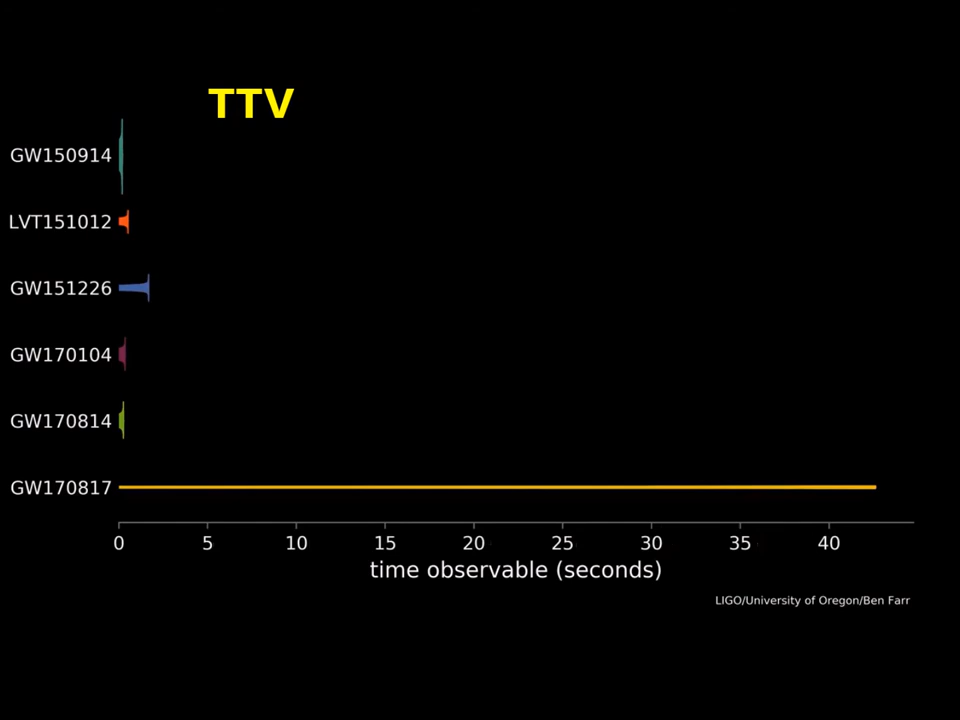 TTV
GW150914
LVT151012
GW151226
GW170104
GW170814
GW170817
0 5 10 15 20 25 30 35 40
time observable (seconds)
LIGO/University of Oregon/Ben Farr